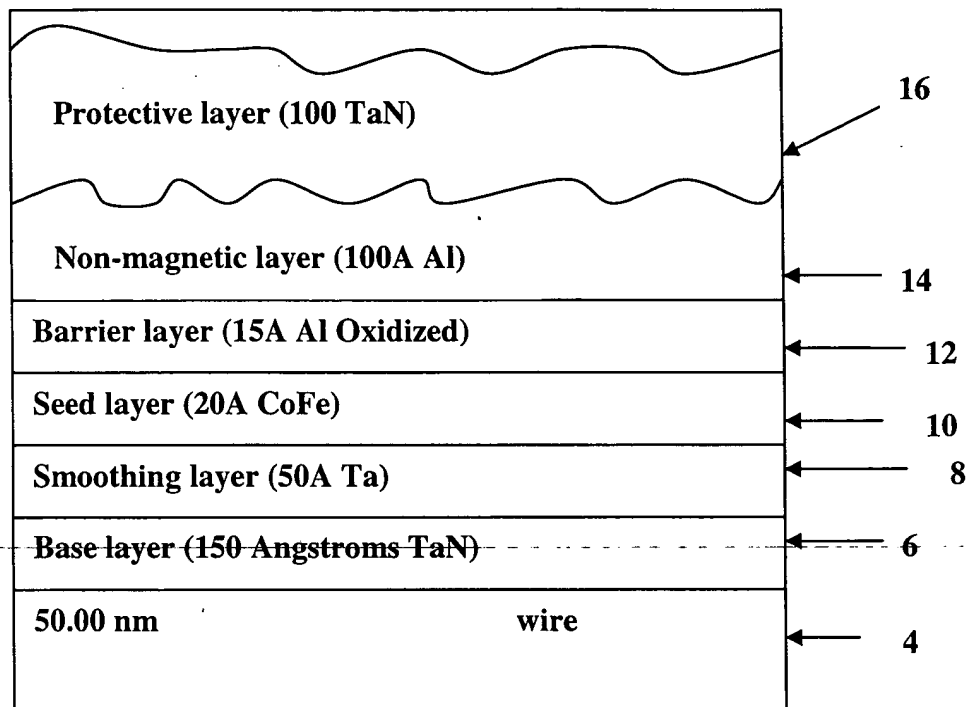 16
Protective layer (100 TaN)
Non-magnetic layer (100A Al)
14
Barrier layer (15A Al Oxidized)
12
Seed layer (20A CoFe)
10
Smoothing layer (50A Ta)
8
Base layer (150 Angstroms TaN)
6
50.00 nm wire
4